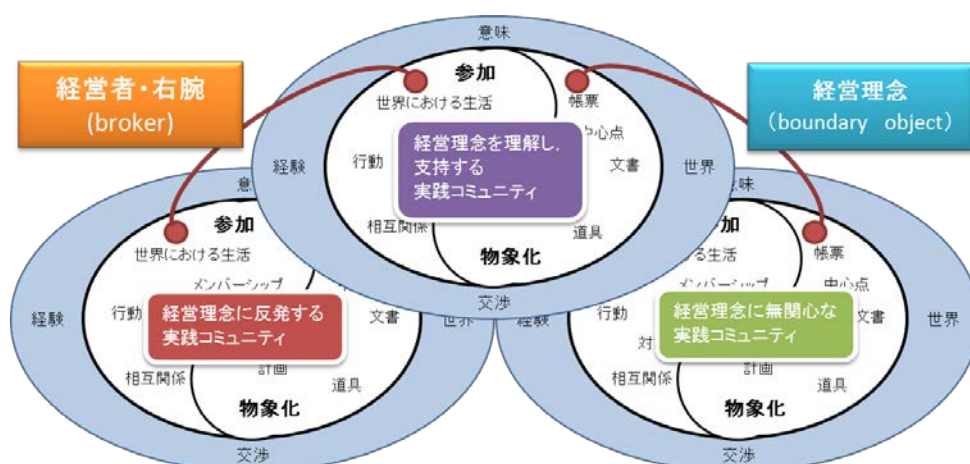 意味
経営者・右腕
(broker)
経営理念
（boundary object）
参加
世界における生活
帳票
中心点
経営理念を理解し，
支持する
実践コミュニティ
行動
文書
経験
世界
相互関係
道具
物象化
交渉
意
参加
世界における生活
メンバーシップ
経験
行動
経営理念に反発する
実践コミュニティ
文書
世界
計画
相互関係
道具
物象化
交渉
意味
参加
る生活
帳票
メンバーシップ
中心点
経験
行動
経営理念に無関心な
実践コミュニティ
文書
世界
対
計画
相互関係
道具
物象化
交渉